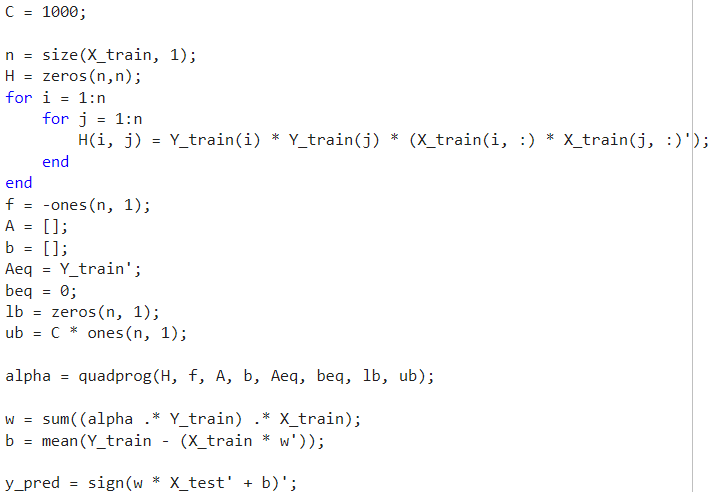 C = 1000;
n = size(X_train, 1);
H = zeros(n,n);
for i = 1:n
for j = 1:n
H(i, j) = Y_train(i) * Y_train(j) * (X_train(i, :) * X_train(j, :)');
end
end
f = -ones(n, 1);
A = [];
b = [];
Aeq = Y_train';
beq = 0;
lb = zeros(n, 1);
ub = C * ones(n, 1);
alpha = quadprog(H, f, A, b, Aeq, beq, lb, ub);
w = sum((alpha .* Y_train) .* X_train);
b = mean(Y_train - (X_train * w'));
y_pred = sign(w * X_test' + b)';